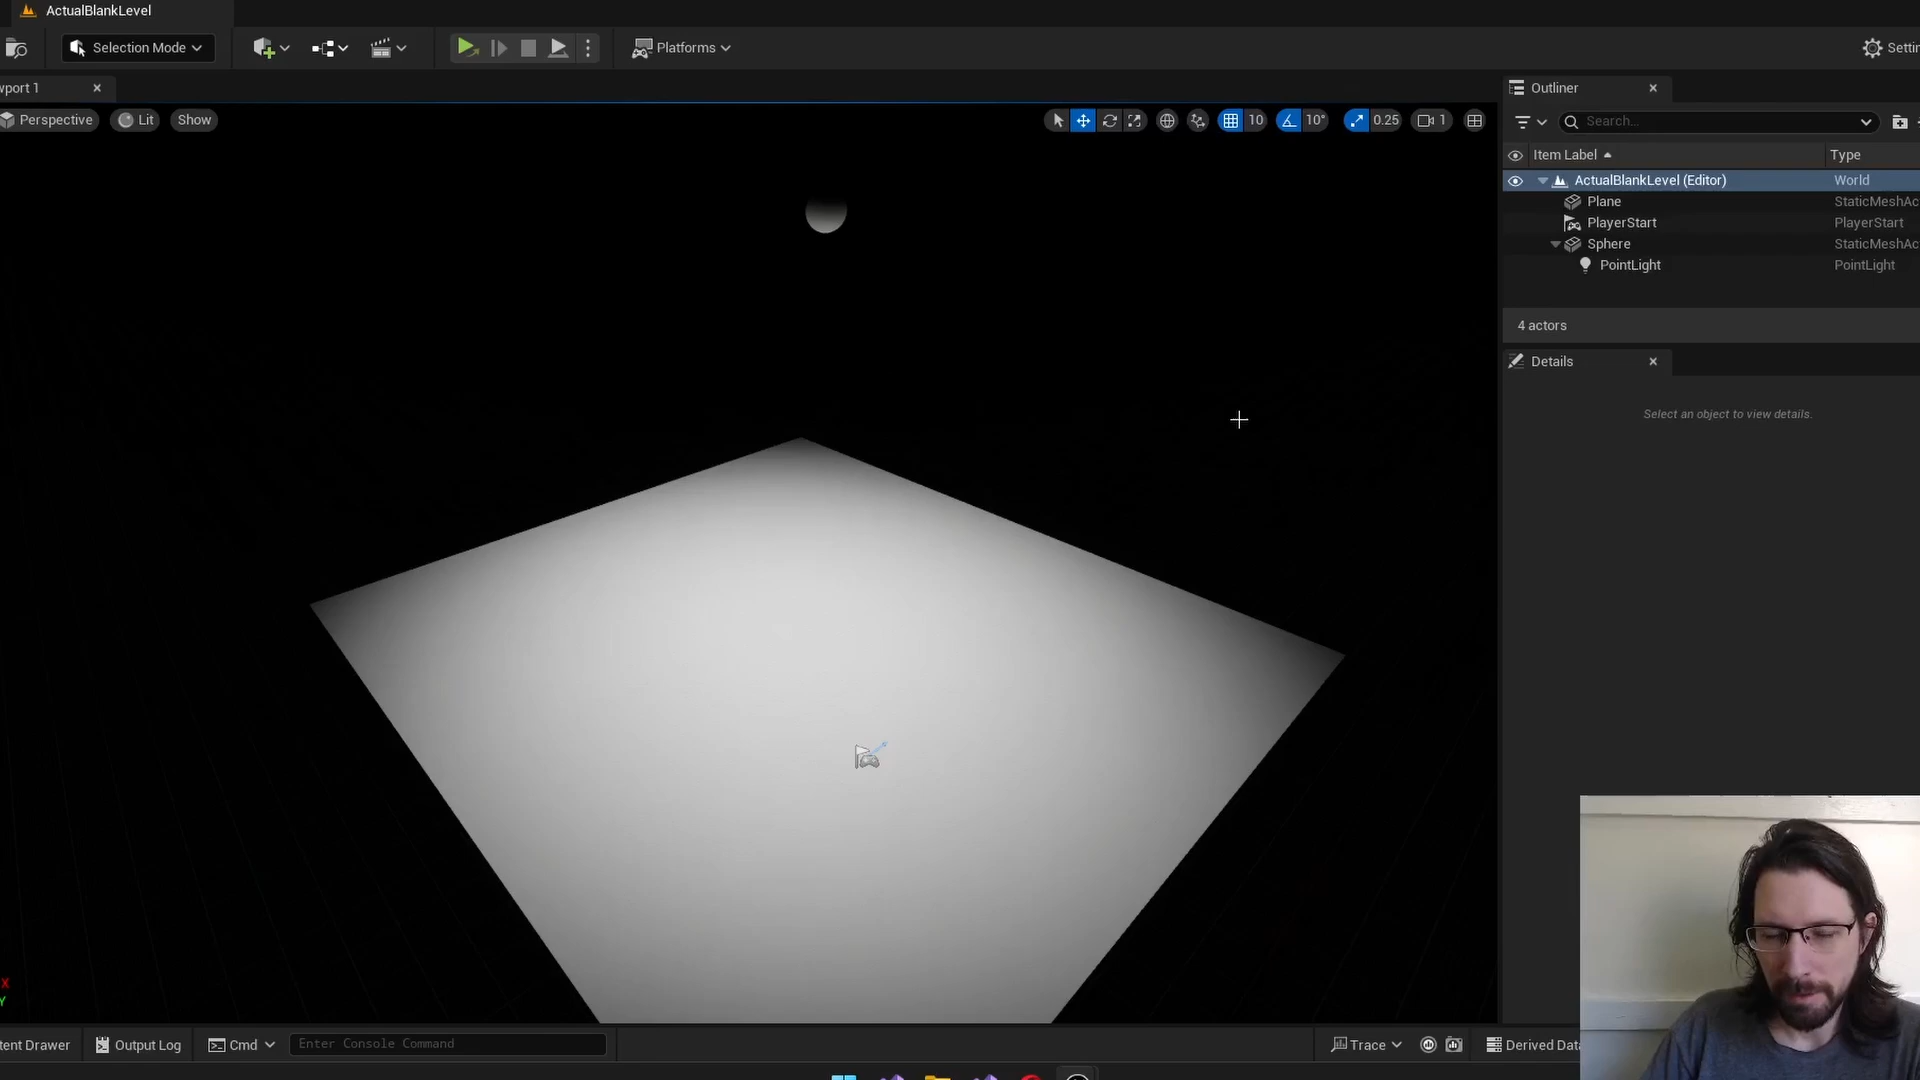 ActualBlankLevel
Selection Mode
Platforms
Settin
wport 1
Perspective
Lit
Show
10
10°
0.25
1
Outliner
Search...
Item Label
Type
ActualBlankLevel (Editor)
World
Plane
StaticMeshAc
PlayerStart
PlayerStart
Sphere
StaticMeshAc
PointLight
PointLight
4 actors
Details
Select an object to view details.
X
Y
tent Drawer
Output Log
Cmd
Enter Console Command
Trace
Derived Data